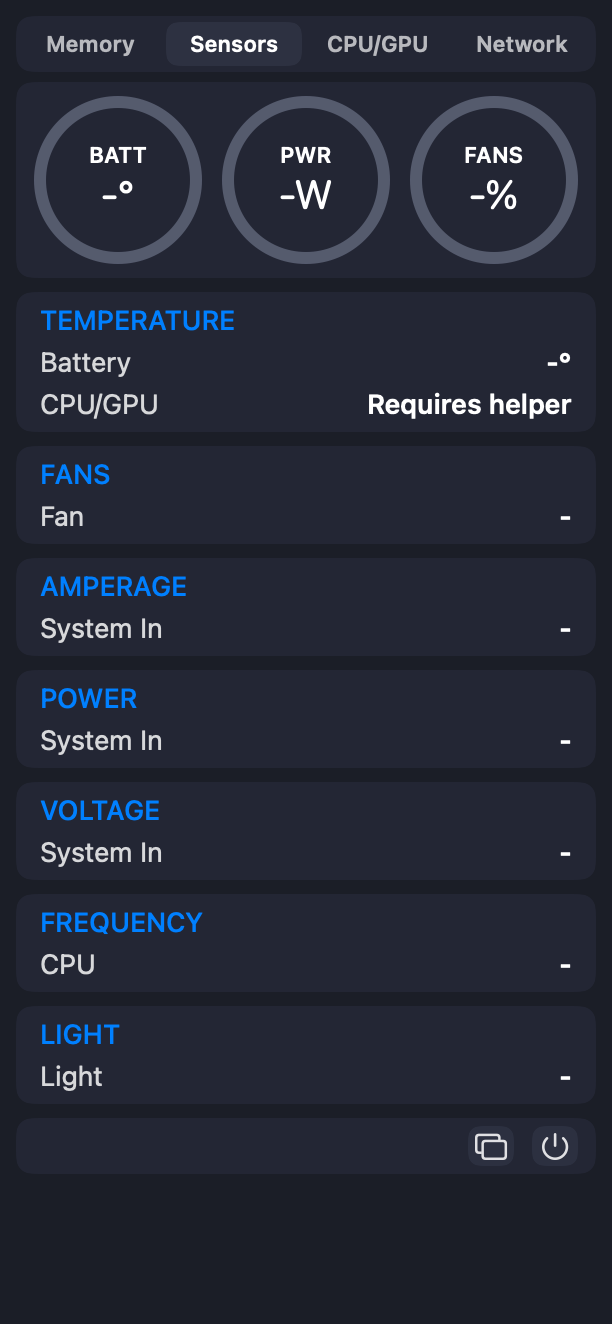 Memory Sensors CPU/GPU Network
BATT PWR FANS
-° -W -%
TEMPERATURE
Battery -°
CPU/GPU Requires helper
FANS
Fan -
AMPERAGE
System In -
POWER
System In -
VOLTAGE
System In -
FREQUENCY
CPU -
LIGHT
Light -